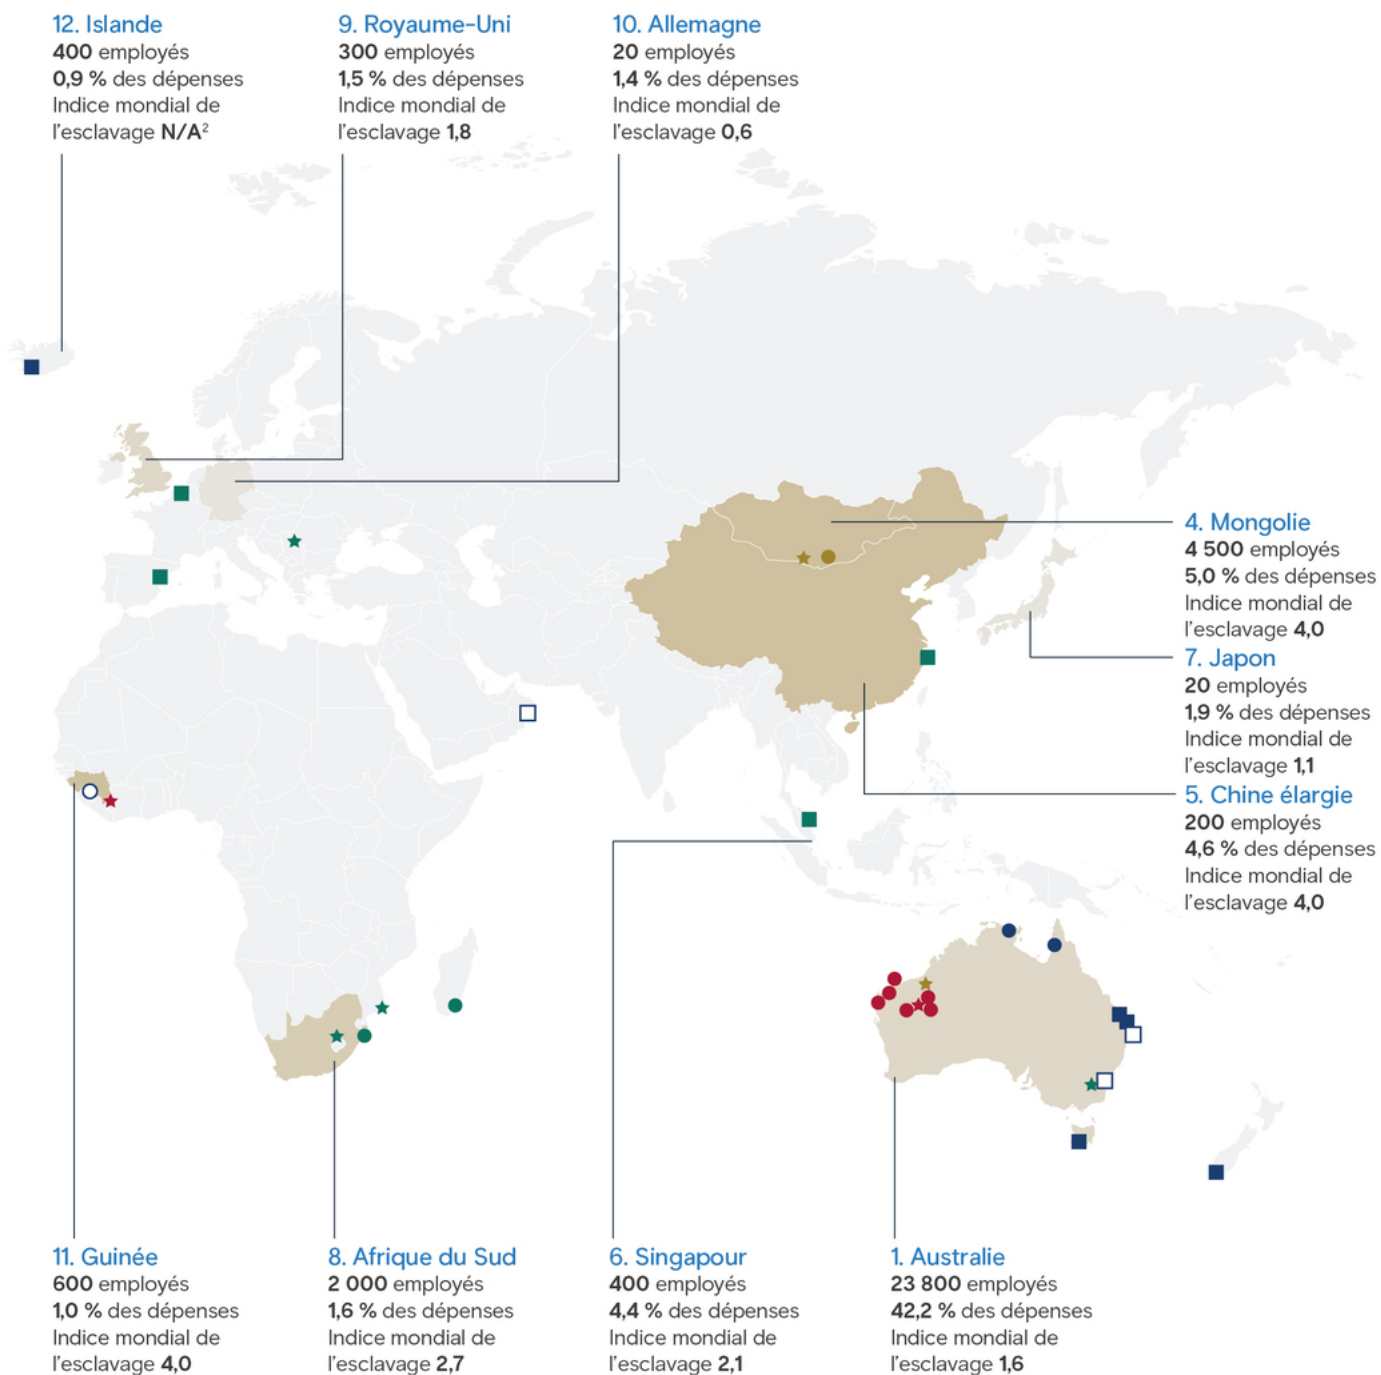 12. Islande
400 employés
0,9 % des dépenses
Indice mondial de
l'esclavage N/A²
9. Royaume-Uni
300 employés
1,5 % des dépenses
Indice mondial de
l'esclavage 1,8
10. Allemagne
20 employés
1,4 % des dépenses
Indice mondial de
l'esclavage 0,6
4. Mongolie
4 500 employés
5,0 % des dépenses
Indice mondial de
l'esclavage 4,0
7. Japon
20 employés
1,9 % des dépenses
Indice mondial de
l'esclavage 1,1
5. Chine élargie
200 employés
4,6 % des dépenses
Indice mondial de
l'esclavage 4,0
11. Guinée
600 employés
1,0 % des dépenses
Indice mondial de
l'esclavage 4,0
8. Afrique du Sud
2 000 employés
1,6 % des dépenses
Indice mondial de
l'esclavage 2,7
6. Singapour
400 employés
4,4 % des dépenses
Indice mondial de
l'esclavage 2,1
1. Australie
23 800 employés
42,2 % des dépenses
Indice mondial de
l'esclavage 1,6